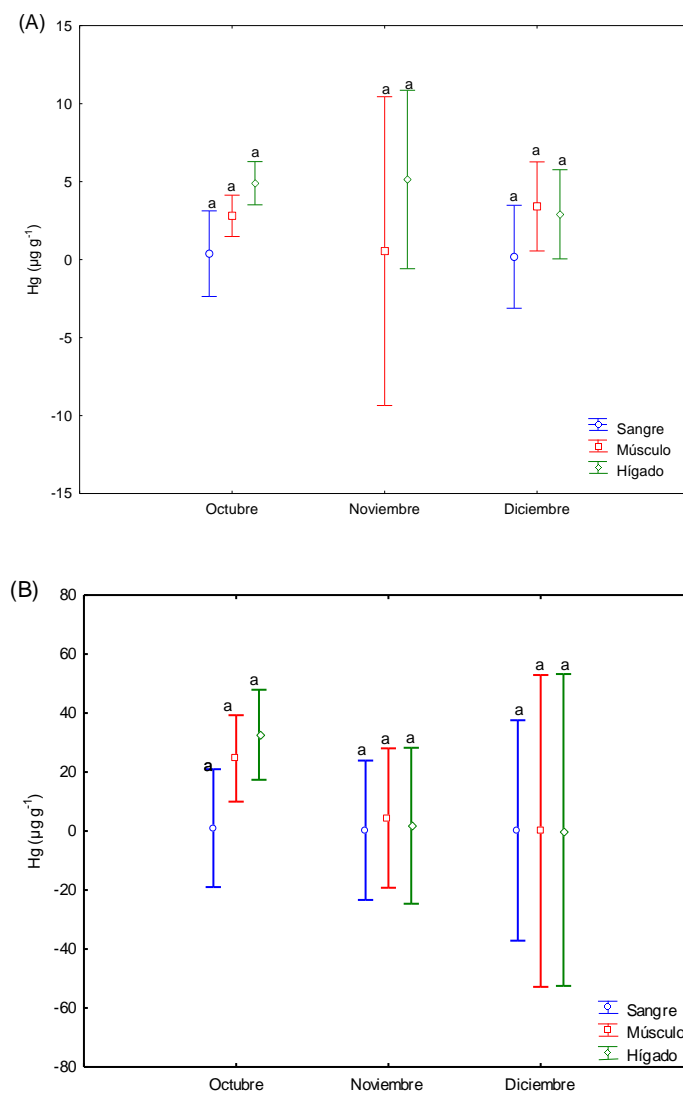 (A)
15
10
5
0
-5
-10
-15
Hg (µg g-1)
a a a
a a
a a a
Sangre
Músculo
Hígado
Octubre Noviembre Diciembre
(B)
80
60
40
20
0
-20
-40
-60
-80
Hg (µg g-1)
a a a
a a a
a a a
Sangre
Músculo
Hígado
Octubre Noviembre Diciembre